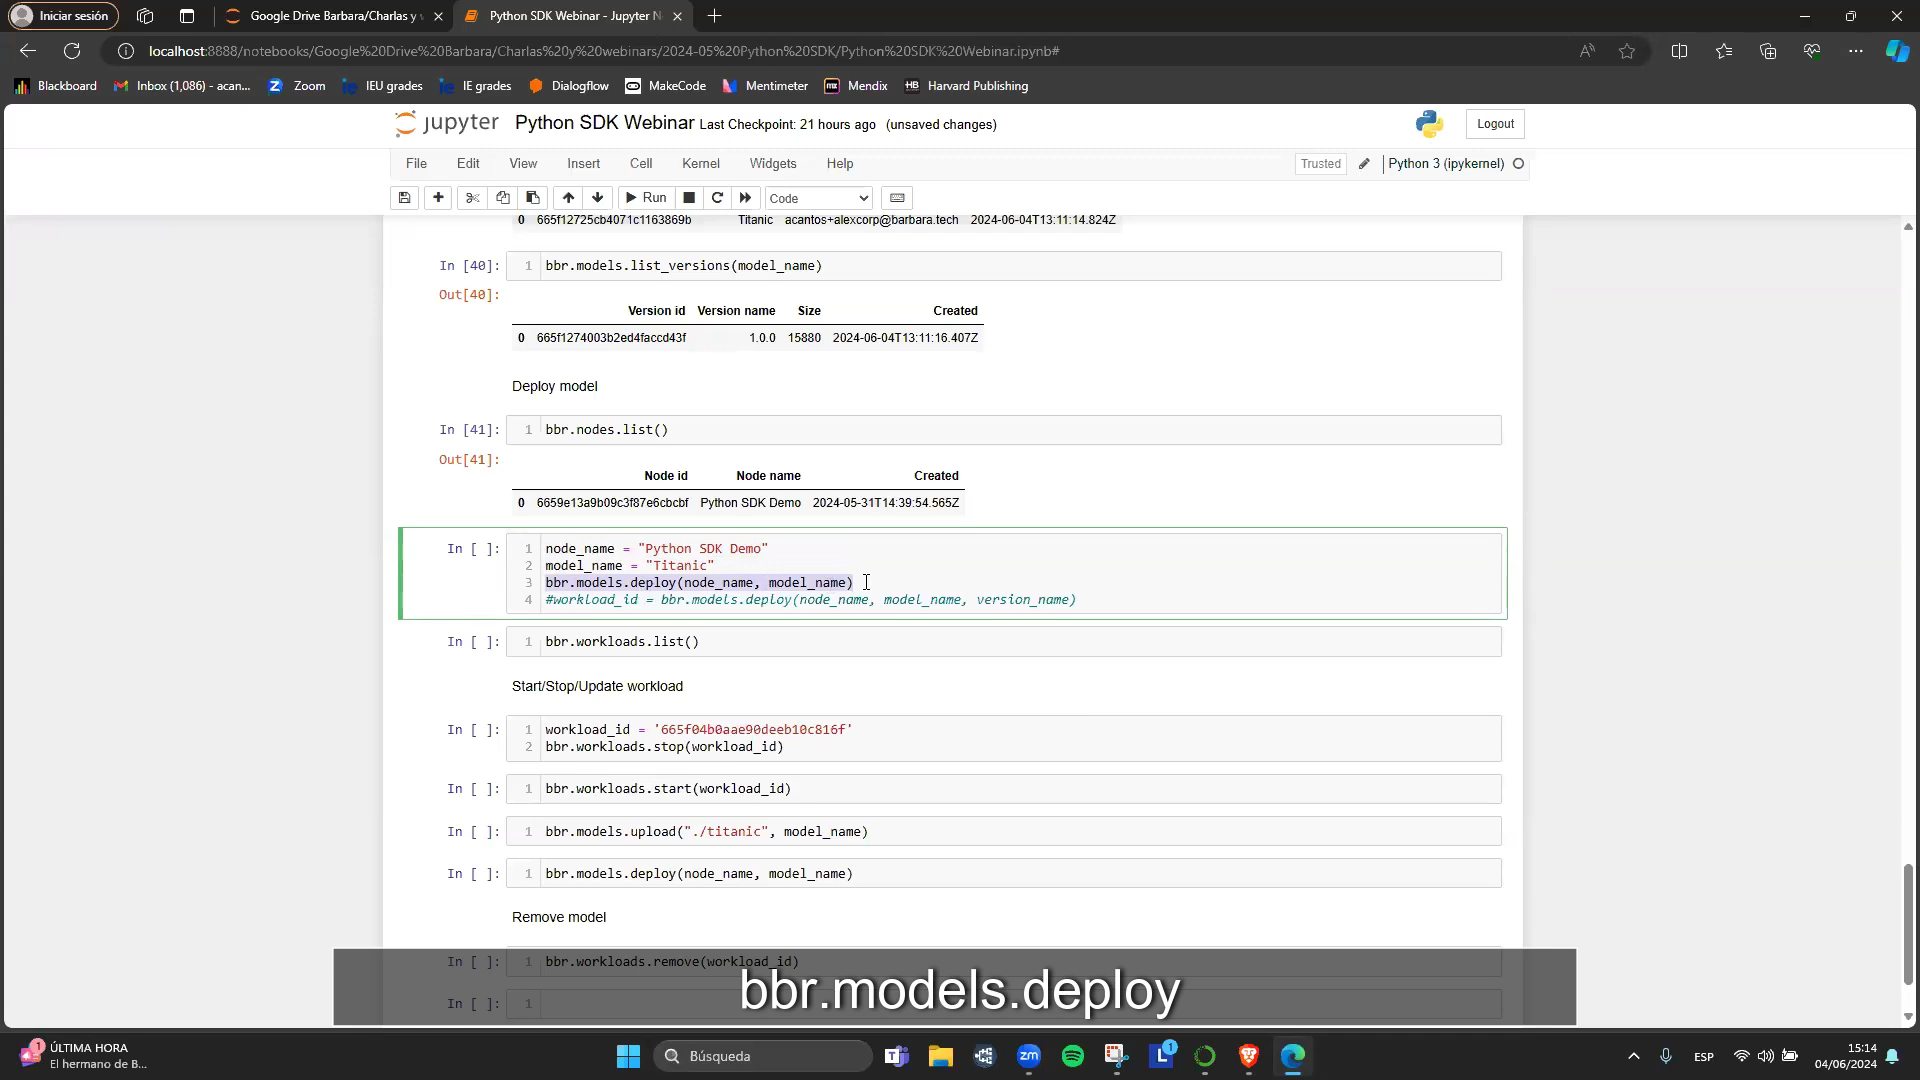 Iniciar sesión
Google Drive Barbara/Charlas y
Python SDK Webinar - Jupyter N
localhost:8888/notebooks/Google%20Drive%20Barbara/Charlas%20y%20webinars/2024-05%20Python%20SDK/Python%20SDK%20Webinar.ipynb#
Blackboard
Inbox (1,086) - acan...
Zoom
IEU grades
IE grades
Dialogflow
MakeCode
Mentimeter
Mendix
Harvard Publishing
jupyter Python SDK Webinar Last Checkpoint: 21 hours ago (unsaved changes)
Logout
File Edit View Insert Cell Kernel Widgets Help
Trusted
Python 3 (ipykernel)
Run
Code
0 665f12725cb4071c1163869b Titanic acantos+alexcorp@barbara.tech 2024-06-04T13:11:14.824Z
In [40]: 1 bbr.models.list_versions(model_name)
Out[40]:
Version id Version name Size Created
0 665f1274003b2ed4faccd43f 1.0.0 15880 2024-06-04T13:11:16.407Z
Deploy model
In [41]: 1 bbr.nodes.list()
Out[41]:
Node id Node name Created
0 6659e13a9b09c3f87e6cbcbf Python SDK Demo 2024-05-31T14:39:54.565Z
In [ ]: 1 node_name = "Python SDK Demo"
2 model_name = "Titanic"
3 bbr.models.deploy(node_name, model_name)
4 #workload_id = bbr.models.deploy(node_name, model_name, version_name)
In [ ]: 1 bbr.workloads.list()
Start/Stop/Update workload
In [ ]: 1 workload_id = '665f04b0aae90deeb10c816f'
2 bbr.workloads.stop(workload_id)
In [ ]: 1 bbr.workloads.start(workload_id)
In [ ]: 1 bbr.models.upload("./titanic", model_name)
In [ ]: 1 bbr.models.deploy(node_name, model_name)
Remove model
In [ ]: 1 bbr.workloads.remove(workload_id)
bbr.models.deploy
In [ ]: 1
1 ÚLTIMA HORA
El hermano de B...
Búsqueda
zm
1
ESP
15:14
04/06/2024